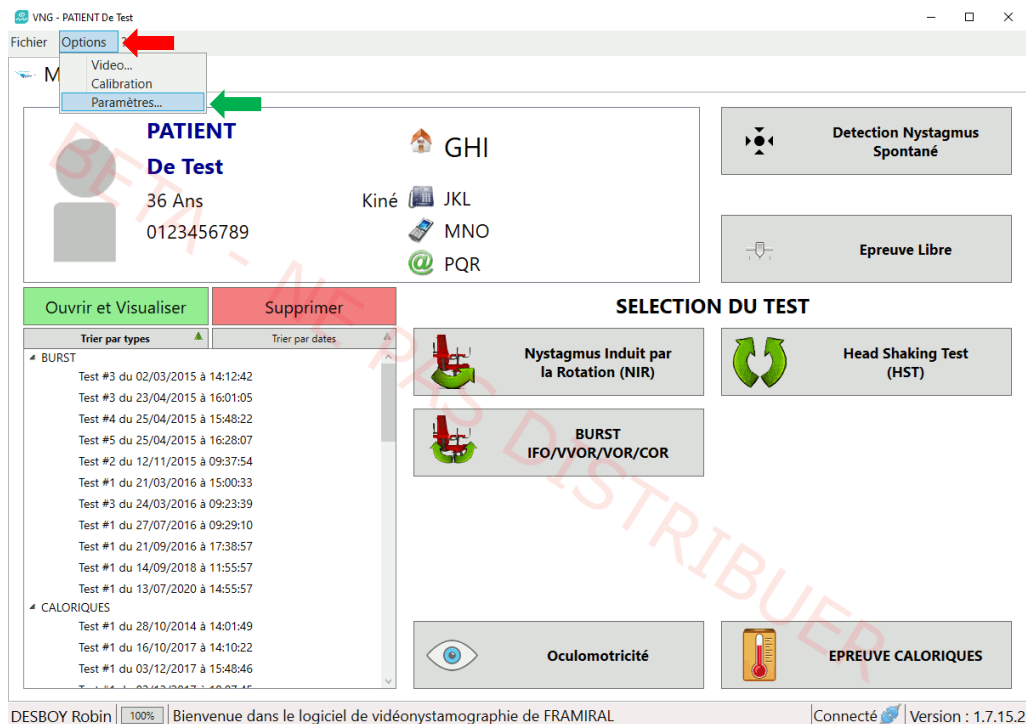 VNG - PATIENT De Test
Fichier Options
Video...
Calibration
Paramètres...
PATIENT
De Test
36 Ans
0123456789
Kiné
GHI
JKL
MNO
PQR
Detection Nystagmus
Spontané
Epreuve Libre
Ouvrir et Visualiser
Supprimer
SELECTION DU TEST
Trier par types
Trier par dates
BURST
Test #3 du 02/03/2015 à 14:12:42
Test #3 du 23/04/2015 à 16:01:05
Test #4 du 25/04/2015 à 15:48:22
Test #5 du 25/04/2015 à 16:28:07
Test #2 du 12/11/2015 à 09:37:54
Test #1 du 21/03/2016 à 15:00:33
Test #3 du 24/03/2016 à 09:23:39
Test #1 du 27/07/2016 à 09:29:10
Test #1 du 21/09/2016 à 17:38:57
Test #1 du 14/09/2018 à 11:55:57
Test #1 du 13/07/2020 à 14:55:57
CALORIQUES
Test #1 du 28/10/2014 à 14:01:49
Test #1 du 16/10/2017 à 14:10:22
Test #1 du 03/12/2017 à 15:48:46
Nystagmus Induit par
la Rotation (NIR)
Head Shaking Test
(HST)
BURST
IFO/VVOR/VOR/COR
Oculomotricité
EPREUVE CALORIQUES
BETA - NE PAS DISTRIBUER
DESBOY Robin 100% Bienvenue dans le logiciel de vidéonystamographie de FRAMIRAL Connecté Version : 1.7.15.2